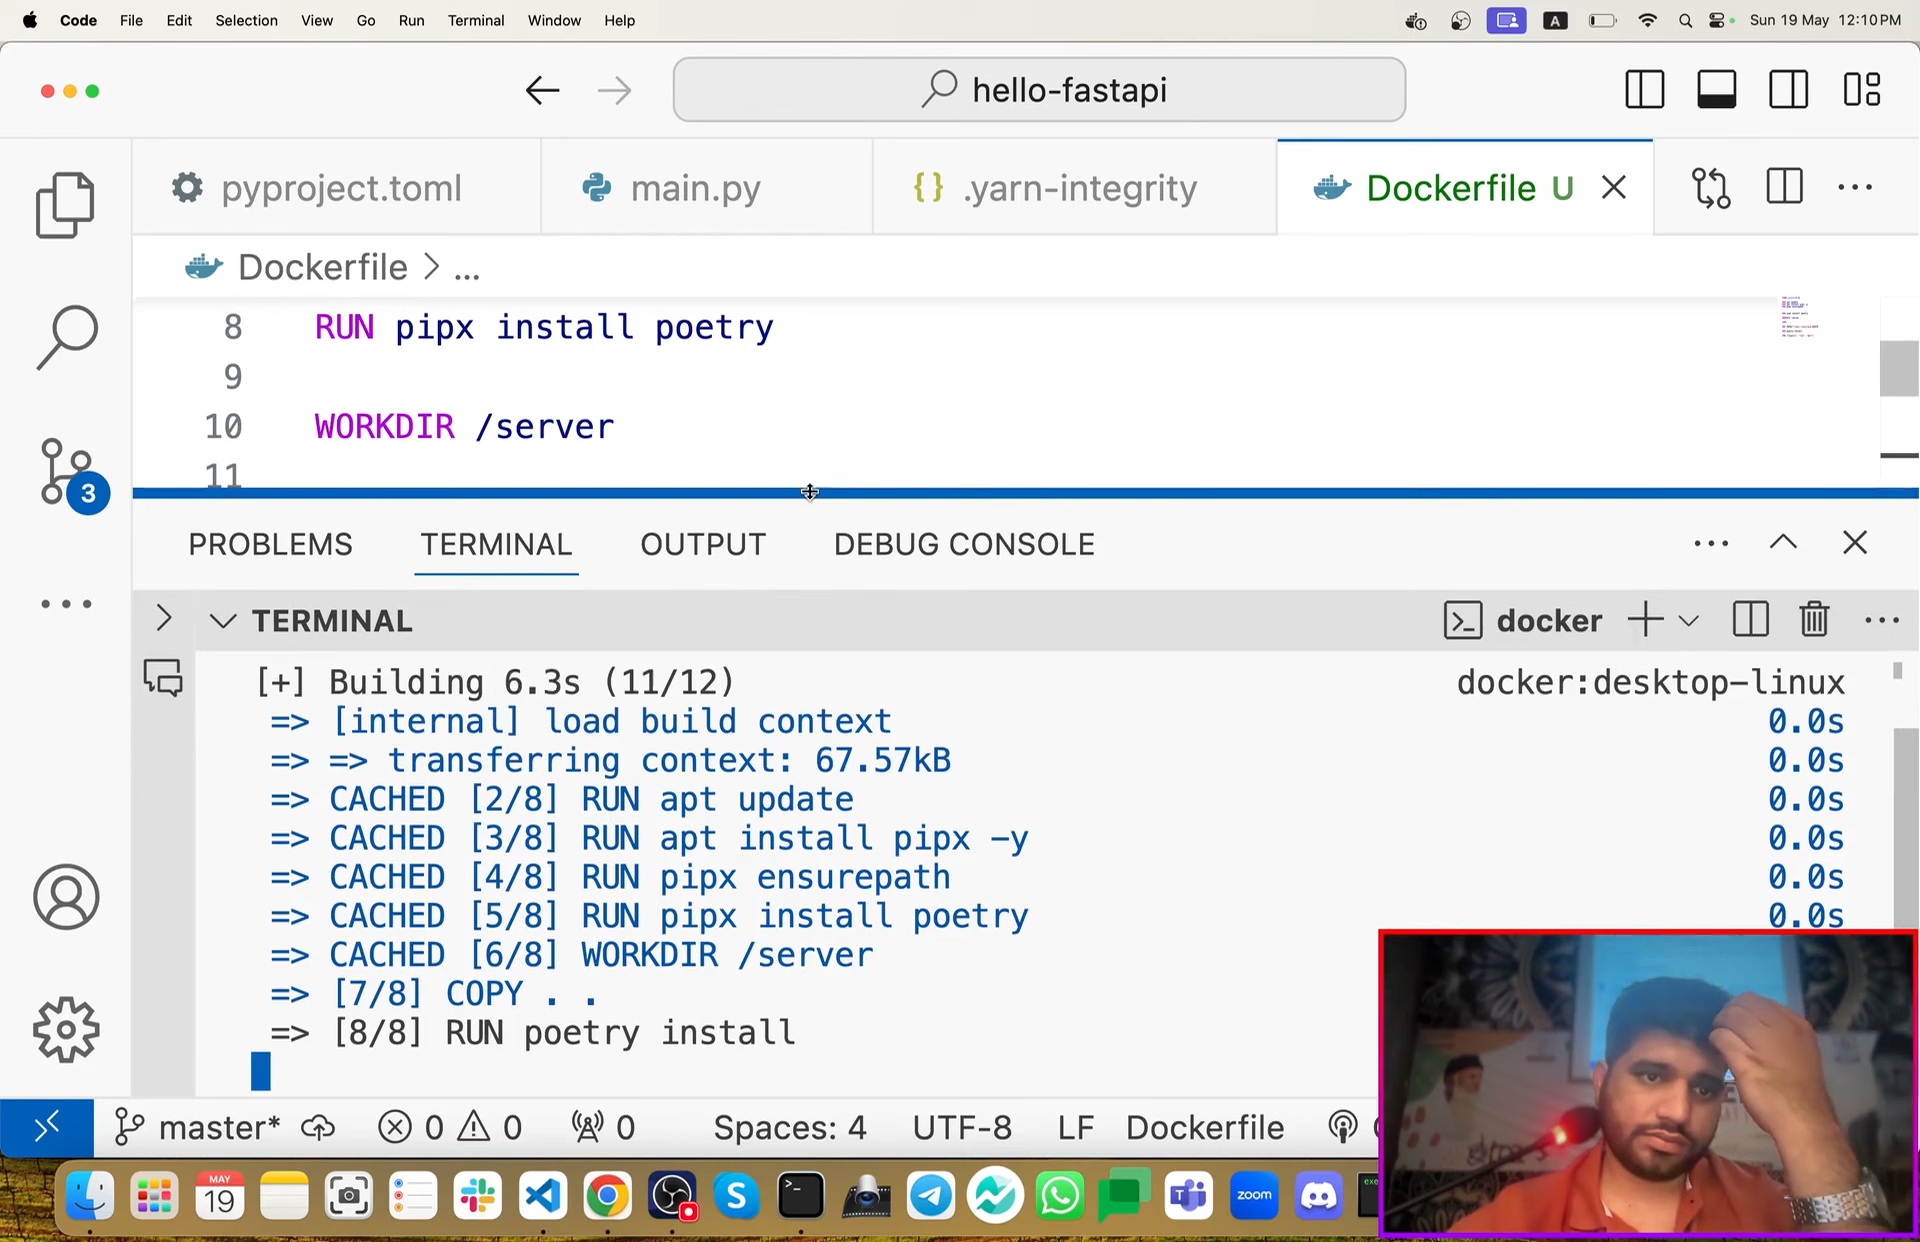 Code File Edit Selection View Go Run Terminal Window Help
A Sun 19 May 12:10 PM
hello-fastapi
pyproject.toml main.py {} .yarn-integrity Dockerfile U
Dockerfile > ...
8 RUN pipx install poetry
9
10 WORKDIR /server
11
3
PROBLEMS TERMINAL OUTPUT DEBUG CONSOLE
TERMINAL docker
[+] Building 6.3s (11/12) docker:desktop-linux
=> [internal] load build context 0.0s
=> => transferring context: 67.57kB 0.0s
=> CACHED [2/8] RUN apt update 0.0s
=> CACHED [3/8] RUN apt install pipx -y 0.0s
=> CACHED [4/8] RUN pipx ensurepath 0.0s
=> CACHED [5/8] RUN pipx install poetry 0.0s
=> CACHED [6/8] WORKDIR /server
=> [7/8] COPY . .
=> [8/8] RUN poetry install
master* 0 0 0 Spaces: 4 UTF-8 LF Dockerfile
MAY
19
S
zoom
exe